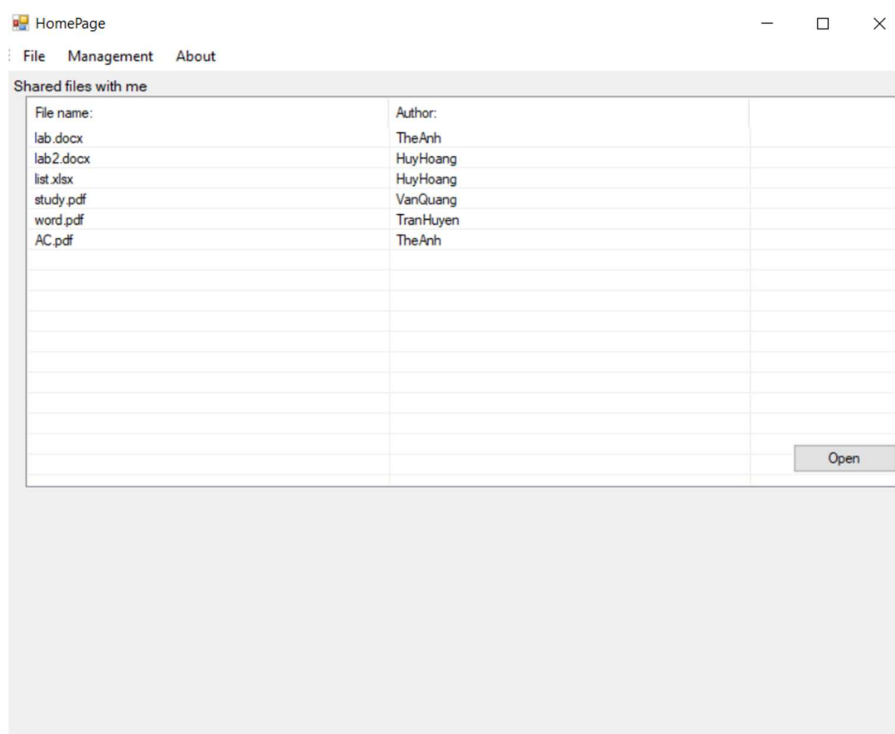 HomePage
File Management About
Shared files with me
File name: Author:
lab.docx TheAnh
lab2.docx HuyHoang
list.xlsx HuyHoang
study.pdf VanQuang
word.pdf TranHuyen
AC.pdf TheAnh
Open